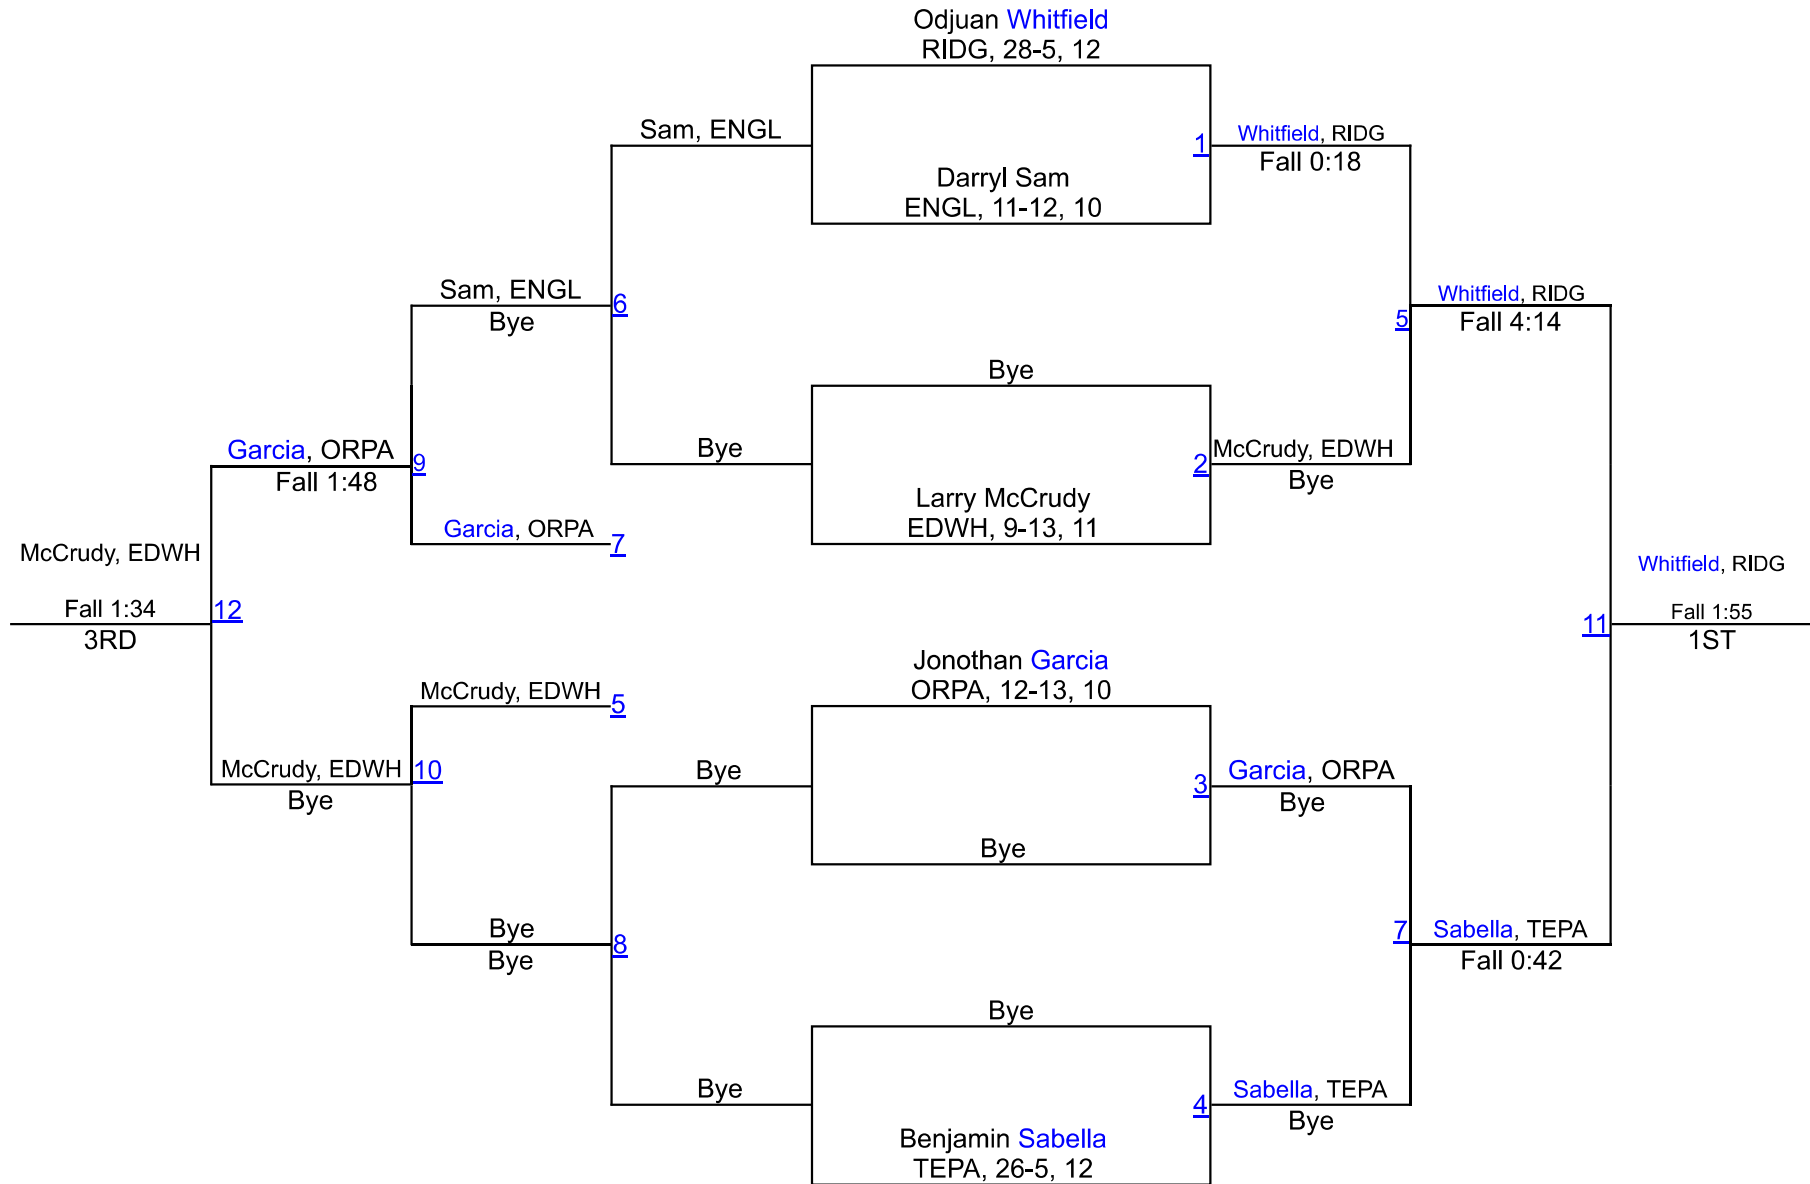 Odjuan Whitfield
RIDG, 28-5, 12
Sam, ENGL
1
Whitfield, RIDG
Fall 0:18
Darryl Sam
ENGL, 11-12, 10
Sam, ENGL
Bye
6
Whitfield, RIDG
5
Fall 4:14
Bye
Garcia, ORPA
Fall 1:48
9
Bye
2
McCrudy, EDWH
Bye
Larry McCrudy
EDWH, 9-13, 11
Garcia, ORPA
7
McCrudy, EDWH
Fall 1:34
3RD
12
Whitfield, RIDG
11
Fall 1:55
1ST
Jonothan Garcia
ORPA, 12-13, 10
McCrudy, EDWH
5
McCrudy, EDWH
Bye
10
Bye
3
Garcia, ORPA
Bye
Bye
Bye
Bye
8
7
Sabella, TEPA
Fall 0:42
Bye
Bye
4
Sabella, TEPA
Bye
Benjamin Sabella
TEPA, 26-5, 12